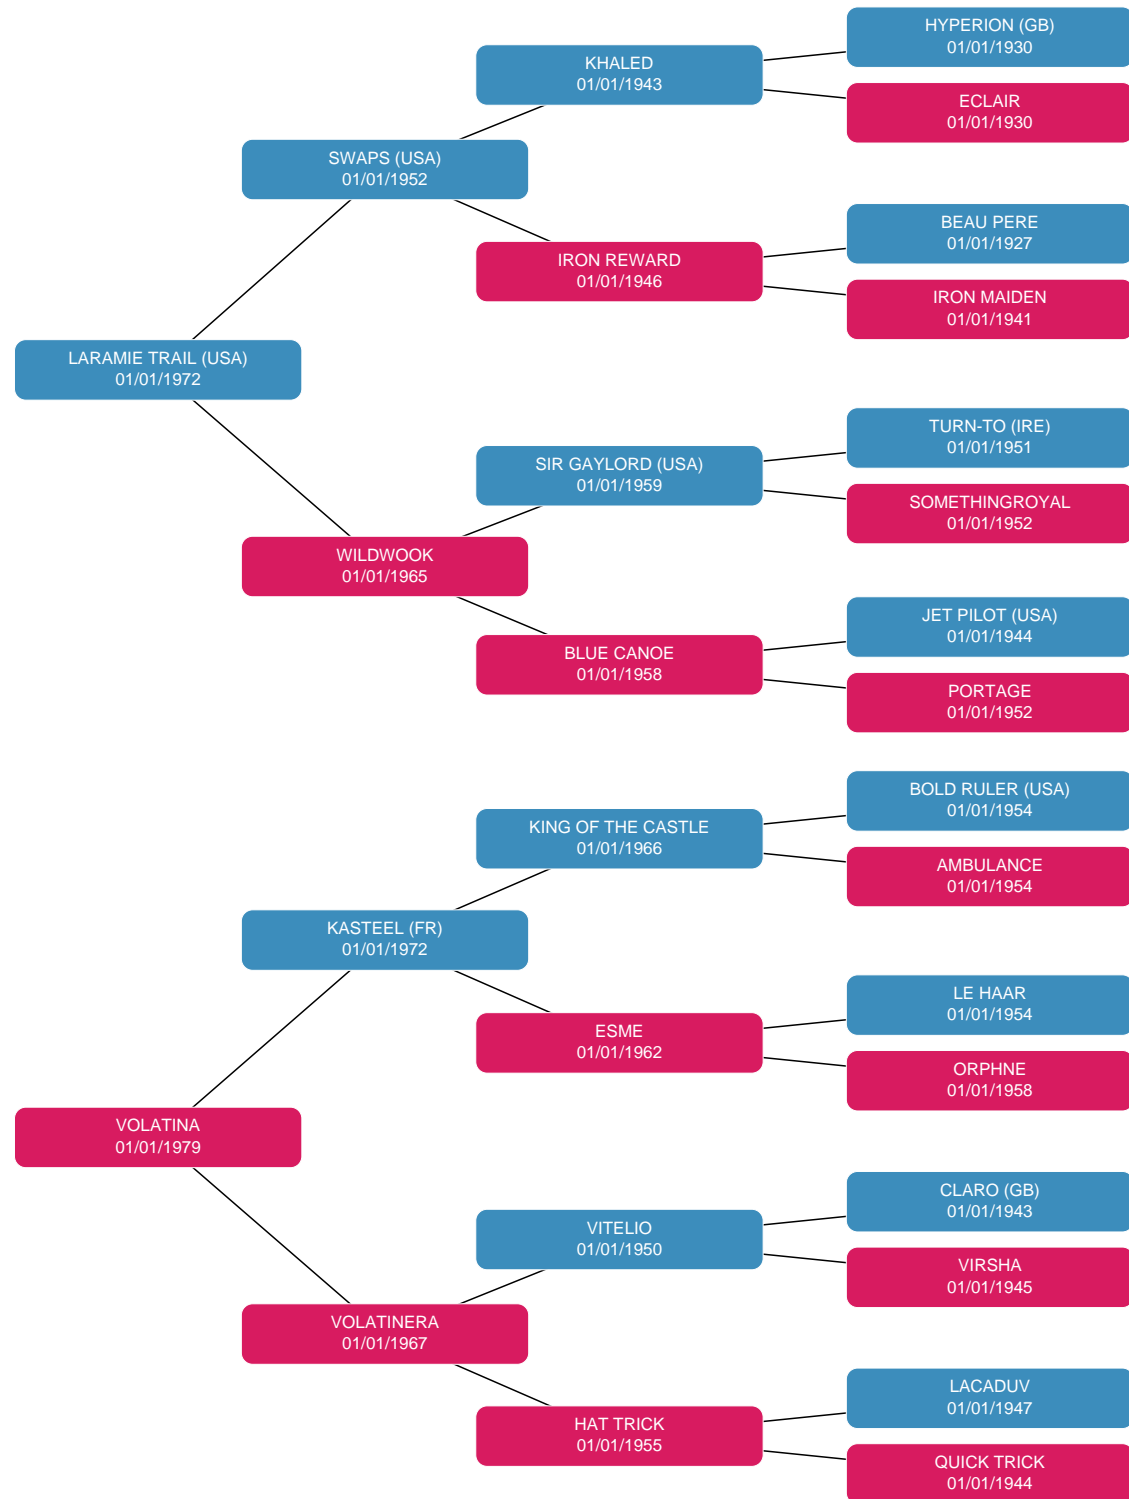 HYPERION (GB)
01/01/1930
KHALED
01/01/1943
ECLAIR
01/01/1930
SWAPS (USA)
01/01/1952
BEAU PERE
01/01/1927
IRON REWARD
01/01/1946
IRON MAIDEN
01/01/1941
LARAMIE TRAIL (USA)
01/01/1972
TURN-TO (IRE)
01/01/1951
SIR GAYLORD (USA)
01/01/1959
SOMETHINGROYAL
01/01/1952
WILDWOOK
01/01/1965
JET PILOT (USA)
01/01/1944
BLUE CANOE
01/01/1958
PORTAGE
01/01/1952
BOLD RULER (USA)
01/01/1954
KING OF THE CASTLE
01/01/1966
AMBULANCE
01/01/1954
KASTEEL (FR)
01/01/1972
LE HAAR
01/01/1954
ESME
01/01/1962
ORPHNE
01/01/1958
VOLATINA
01/01/1979
CLARO (GB)
01/01/1943
VITELIO
01/01/1950
VIRSHA
01/01/1945
VOLATINERA
01/01/1967
LACADUV
01/01/1947
HAT TRICK
01/01/1955
QUICK TRICK
01/01/1944